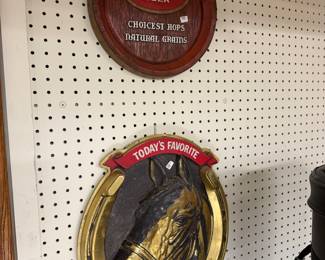 CHOICEST HOPS
NATURAL GRAINS
TODAY'S FAVORITE